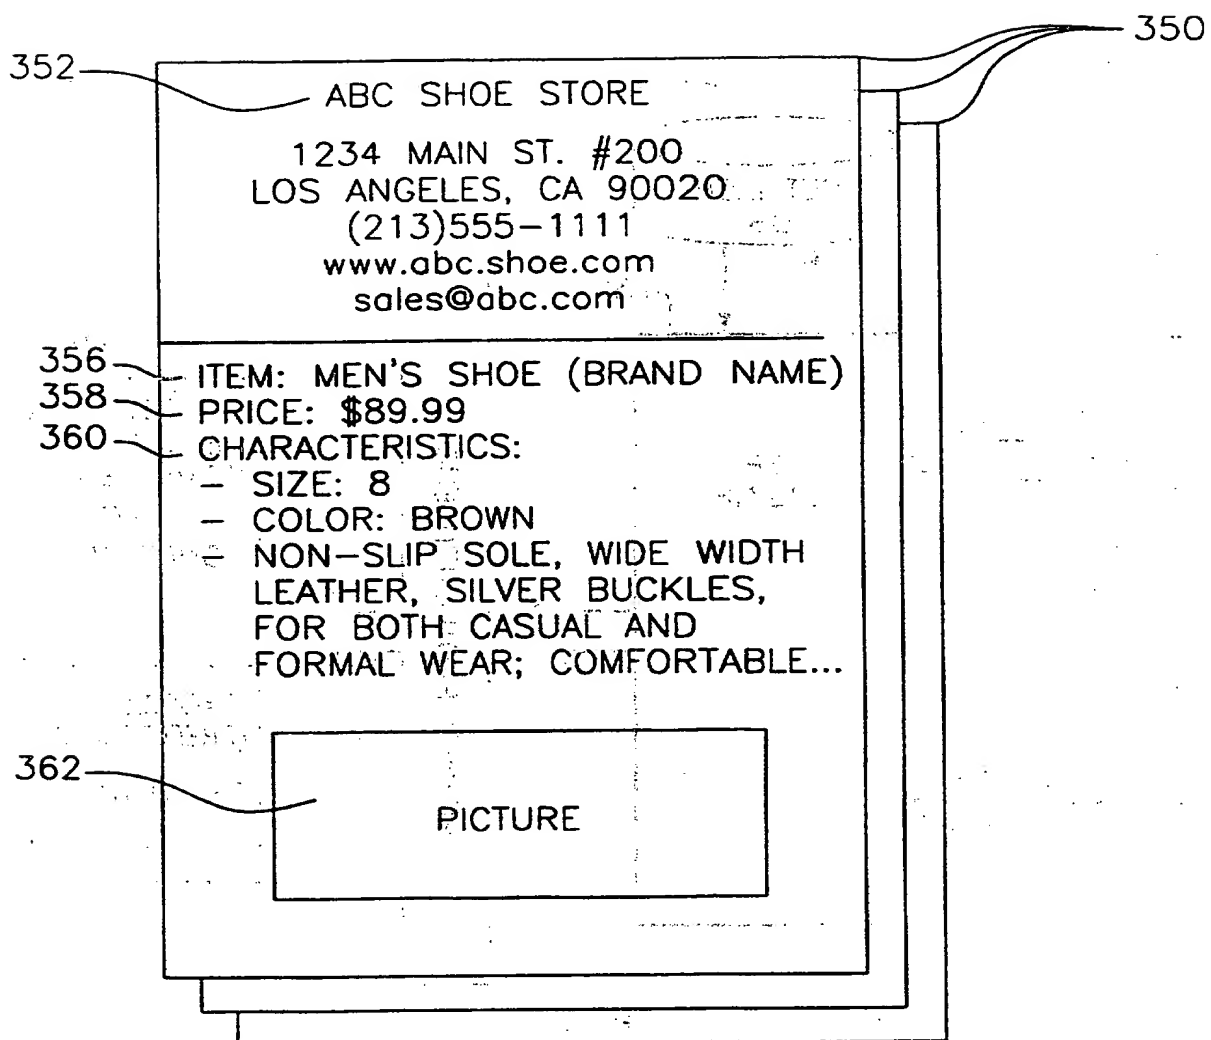 350
352
ABC SHOE STORE
1234 MAIN ST. #200
LOS ANGELES, CA 90020
(213)555-1111
www.abc.shoe.com
sales@abc.com
356
ITEM: MEN'S SHOE (BRAND NAME)
358
PRICE: $89.99
360
CHARACTERISTICS:
- SIZE: 8
- COLOR: BROWN
- NON-SLIP SOLE, WIDE WIDTH
LEATHER, SILVER BUCKLES,
FOR BOTH CASUAL AND
FORMAL WEAR; COMFORTABLE...
362
PICTURE